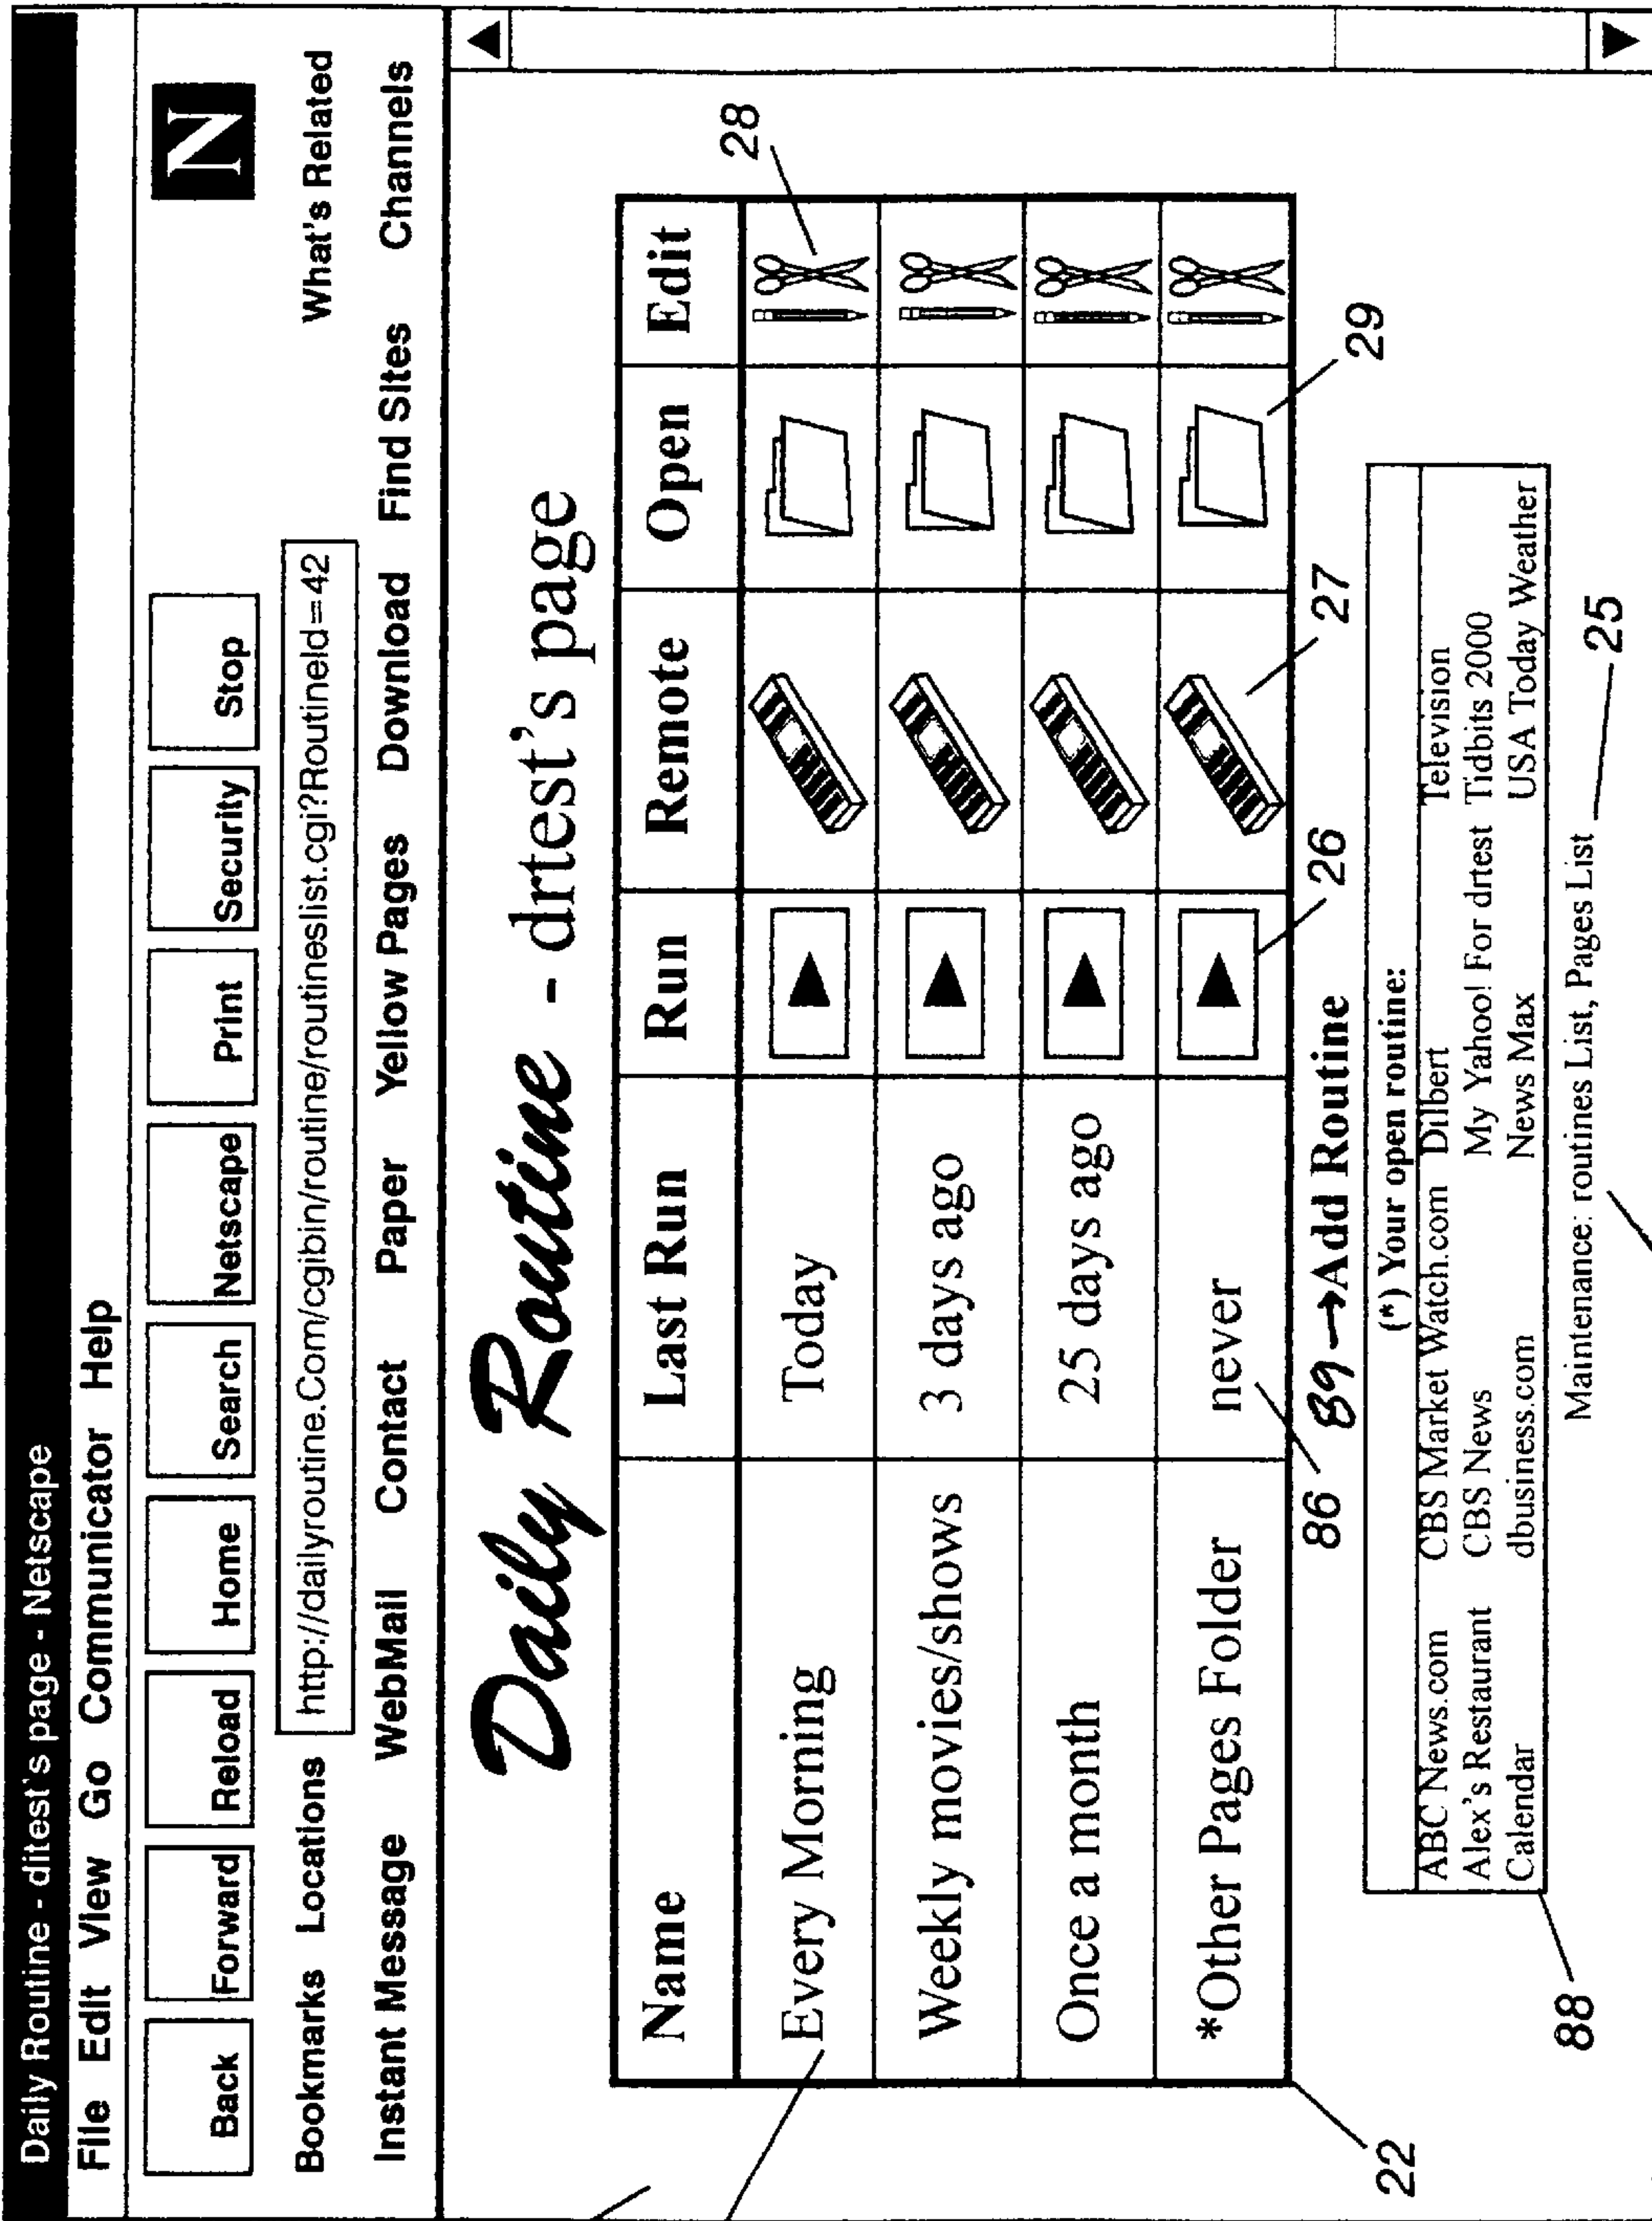 Daily Routine - ditest's page - Netscape
File Edit View Go Communicator Help
Back Forward Reload Home Search Netscape Print Security Stop
N
Bookmarks Locations http://dailyroutine.Com/cgibin/routine/routineslist.cgi?RoutineId=42 What's Related
Instant Message WebMail Contact Paper Yellow Pages Download Find Sites Channels
Daily Routine - drtest's page
Name Last Run Run Remote Open Edit
28
Every Morning Today
Weekly movies/shows 3 days ago
Once a month 25 days ago
*Other Pages Folder never
22 86 89→Add Routine 26 27 29
(*) Your open routine:
ABC News.com CBS Market Watch.com Dilbert Television
Alex's Restaurant CBS News My Yahoo! For drtest Tidbits 2000
Calendar dbusiness.com News Max USA Today Weather
88
Maintenance: routines List, Pages List 25